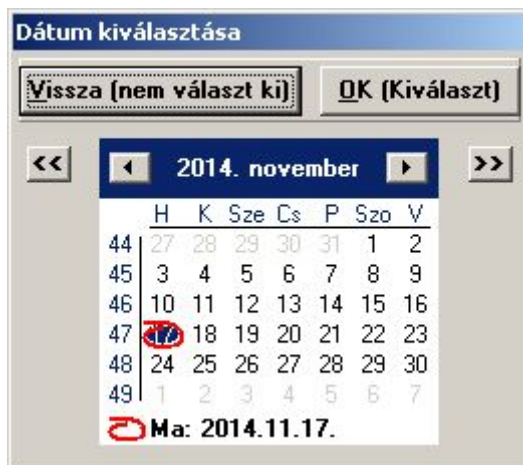 Dátum kiválasztása
Vissza (nem választ ki) OK (Kiválaszt)
<< 2014. november >>
H K Sze Cs P Szo V
44 27 28 29 30 31 1 2
45 3 4 5 6 7 8 9
46 10 11 12 13 14 15 16
47 17 18 19 20 21 22 23
48 24 25 26 27 28 29 30
49 1 2 3 4 5 6 7
Ma: 2014.11.17.